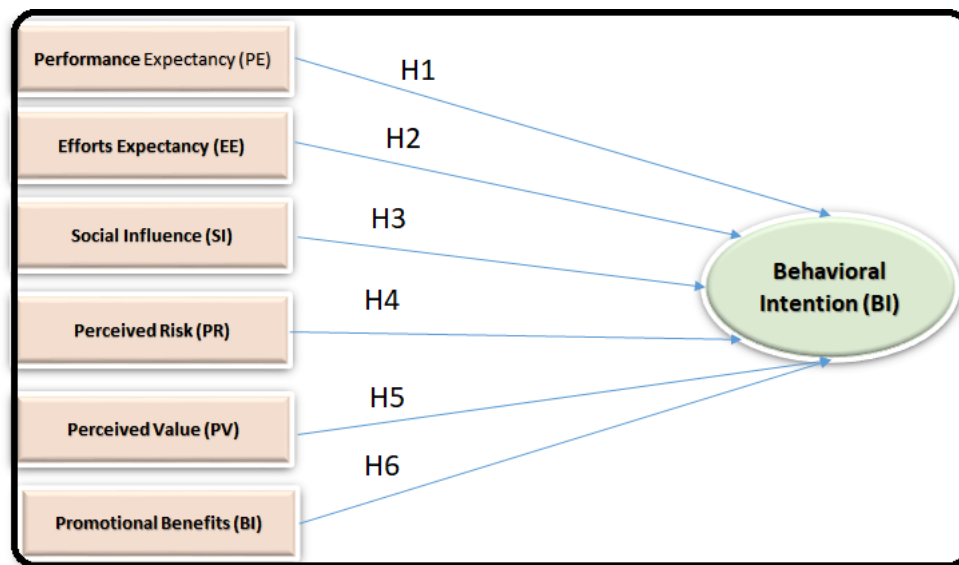 Performance Expectancy (PE)
H1
Efforts Expectancy (EE)
H2
Social Influence (SI)
H3
Perceived Risk (PR)
H4
Perceived Value (PV)
H5
Promotional Benefits (BI)
H6
Behavioral
Intention (BI)